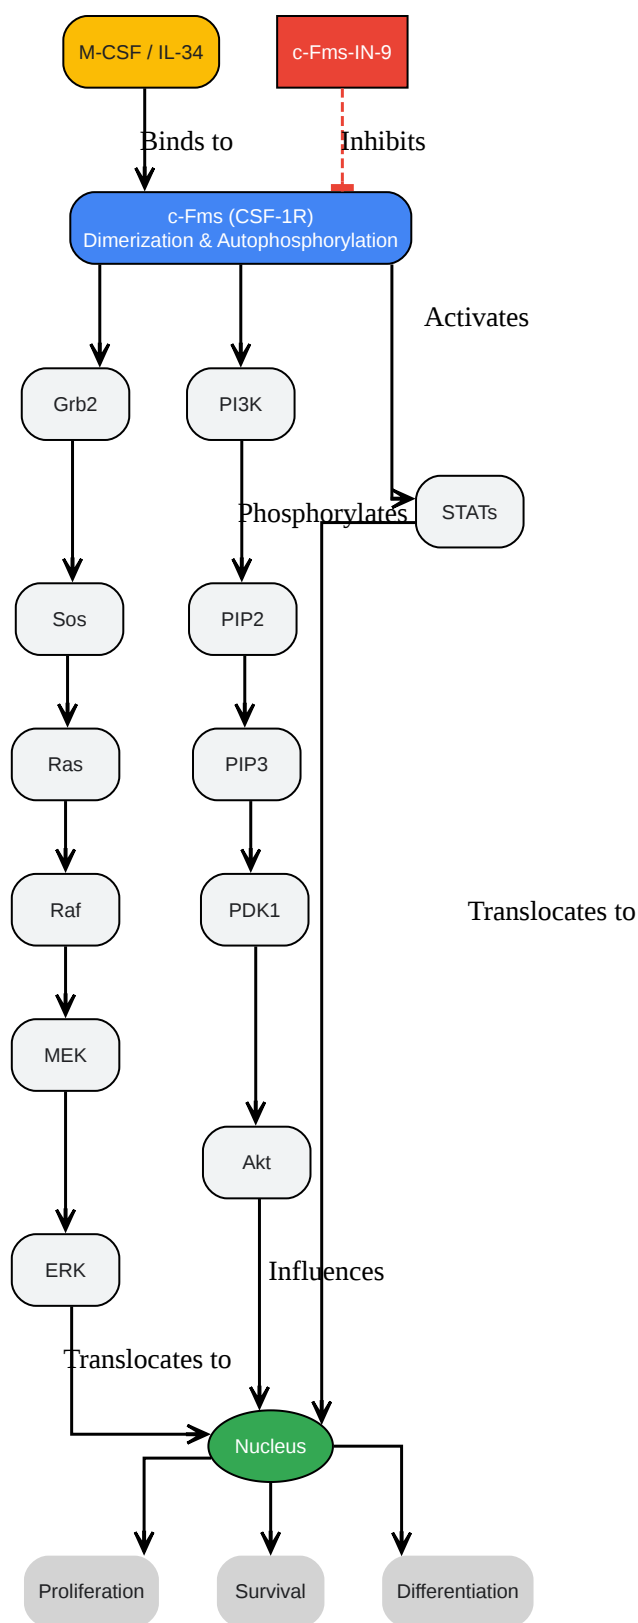 M-CSF / IL-34
c-Fms-IN-9
Binds to
Inhibits
c-Fms (CSF-1R)
Dimerization & Autophosphorylation
Activates
Grb2
PI3K
Phosphorylates
STATs
Sos
PIP2
Ras
PIP3
Raf
PDK1
Translocates to
MEK
Akt
ERK
Influences
Translocates to
Nucleus
Proliferation
Survival
Differentiation